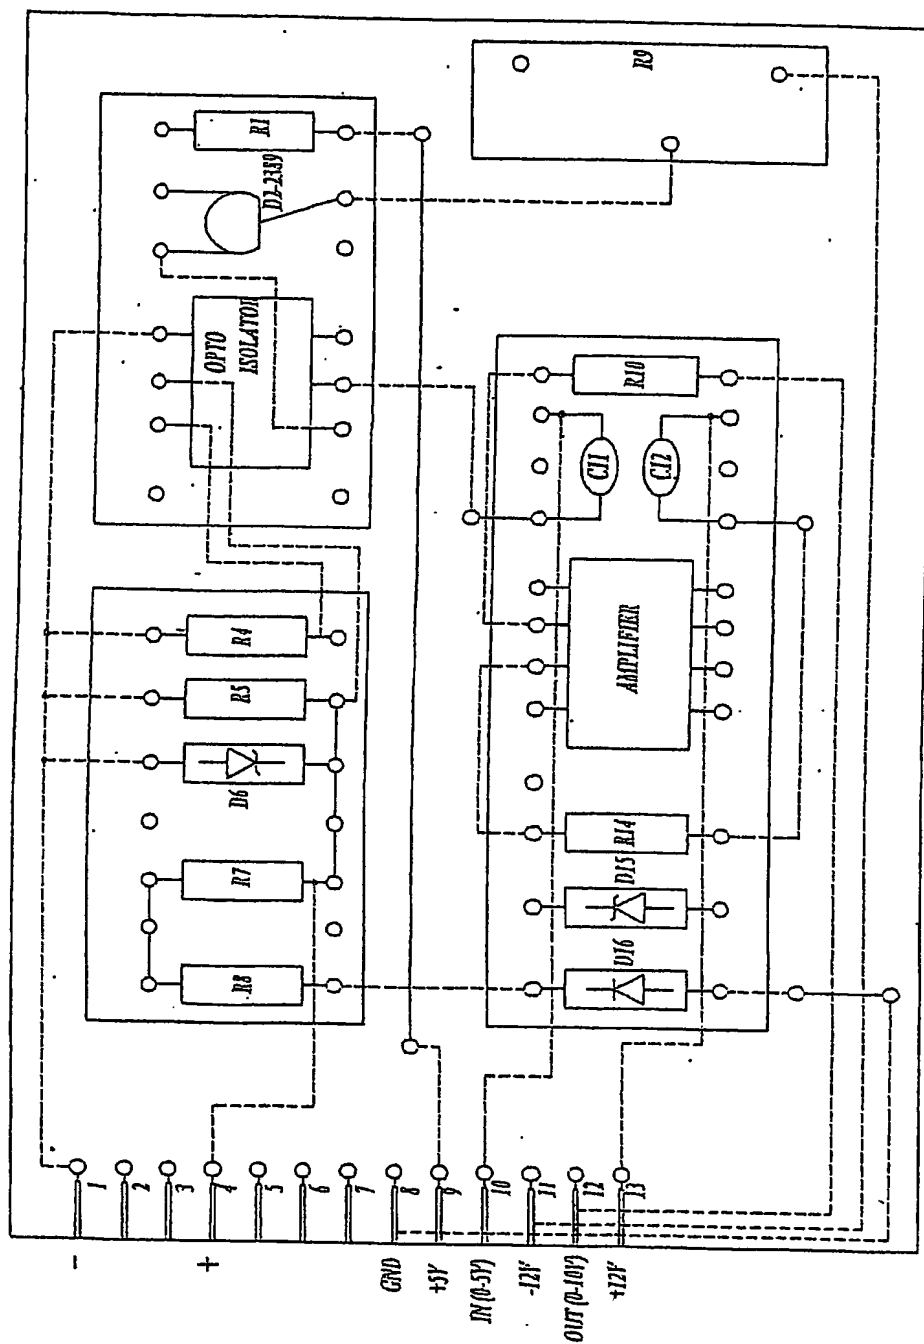 R9
R1
D2-2389
OPTO
ISOLATOR
R4
R5
D6
R7
R8
R10
C11
C12
AMPLIFIER
R14
D15
D16
-
1
2
3
+
4
5
6
7
GND
8
+5V
9
IN (0-5V)
10
-12V
11
OUT (0-10V)
12
+12V
13